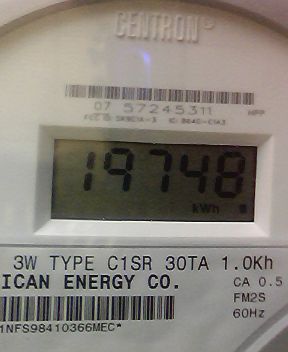 CENTRON®
07 57245311
19748
kWh
3W TYPE C1SR 30TA 1.0Kh
ICAN ENERGY CO. CA 0.5
FM2S
60Hz
1NFS98410366MEC*